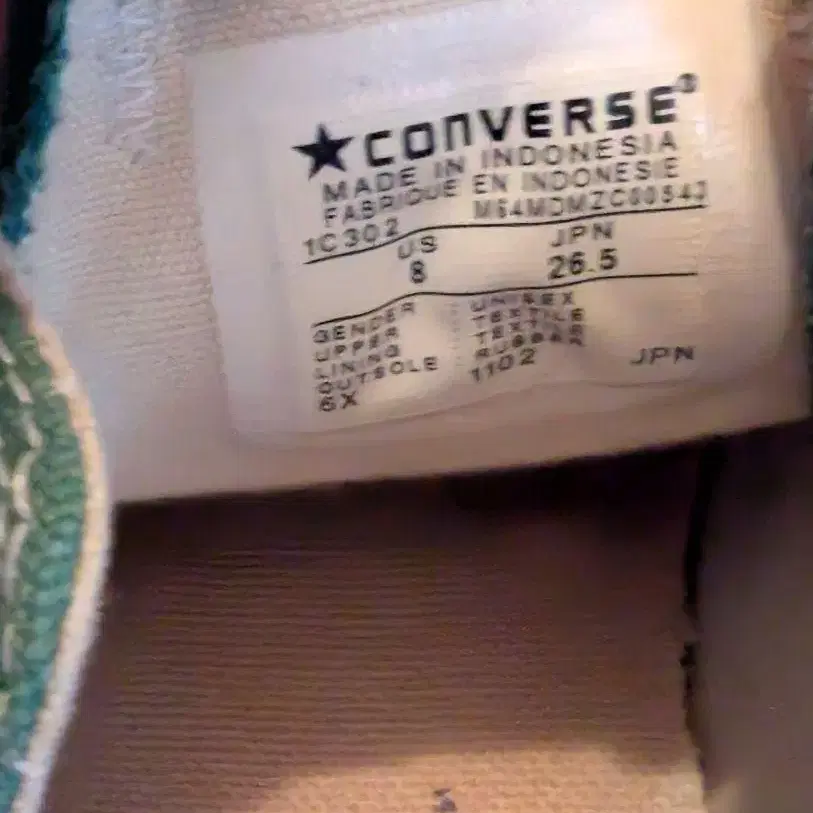 ★CONVERSE®
MADE IN INDONESIA
FABRIQUE EN INDONESIE
1C302
US JPN
8 26.5
GENDER UNISEX
UPPER TEXTILE
LINING TEXTILE
OUTSOLE RUBBER
6X 1102 JPN